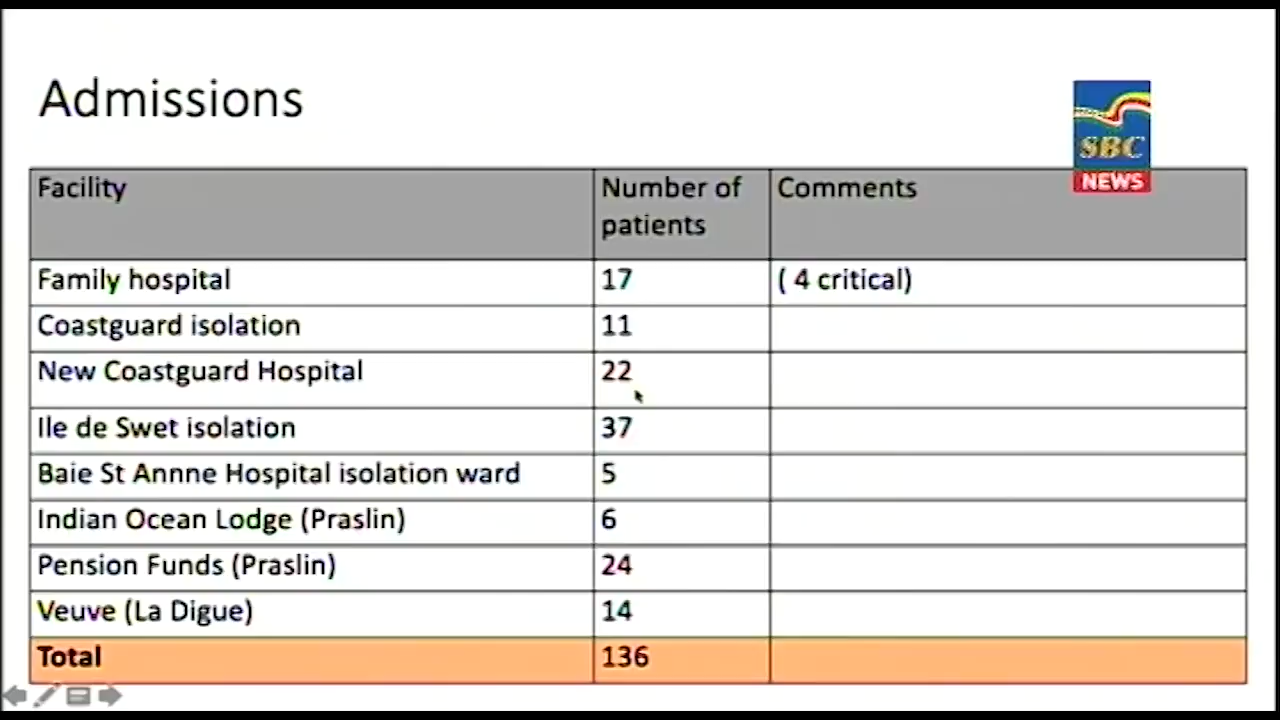 Admissions
SBC
NEWS
Facility Number of patients Comments
Family hospital 17 ( 4 critical)
Coastguard isolation 11
New Coastguard Hospital 22
Ile de Swet isolation 37
Baie St Annne Hospital isolation ward 5
Indian Ocean Lodge (Praslin) 6
Pension Funds (Praslin) 24
Veuve (La Digue) 14
Total 136